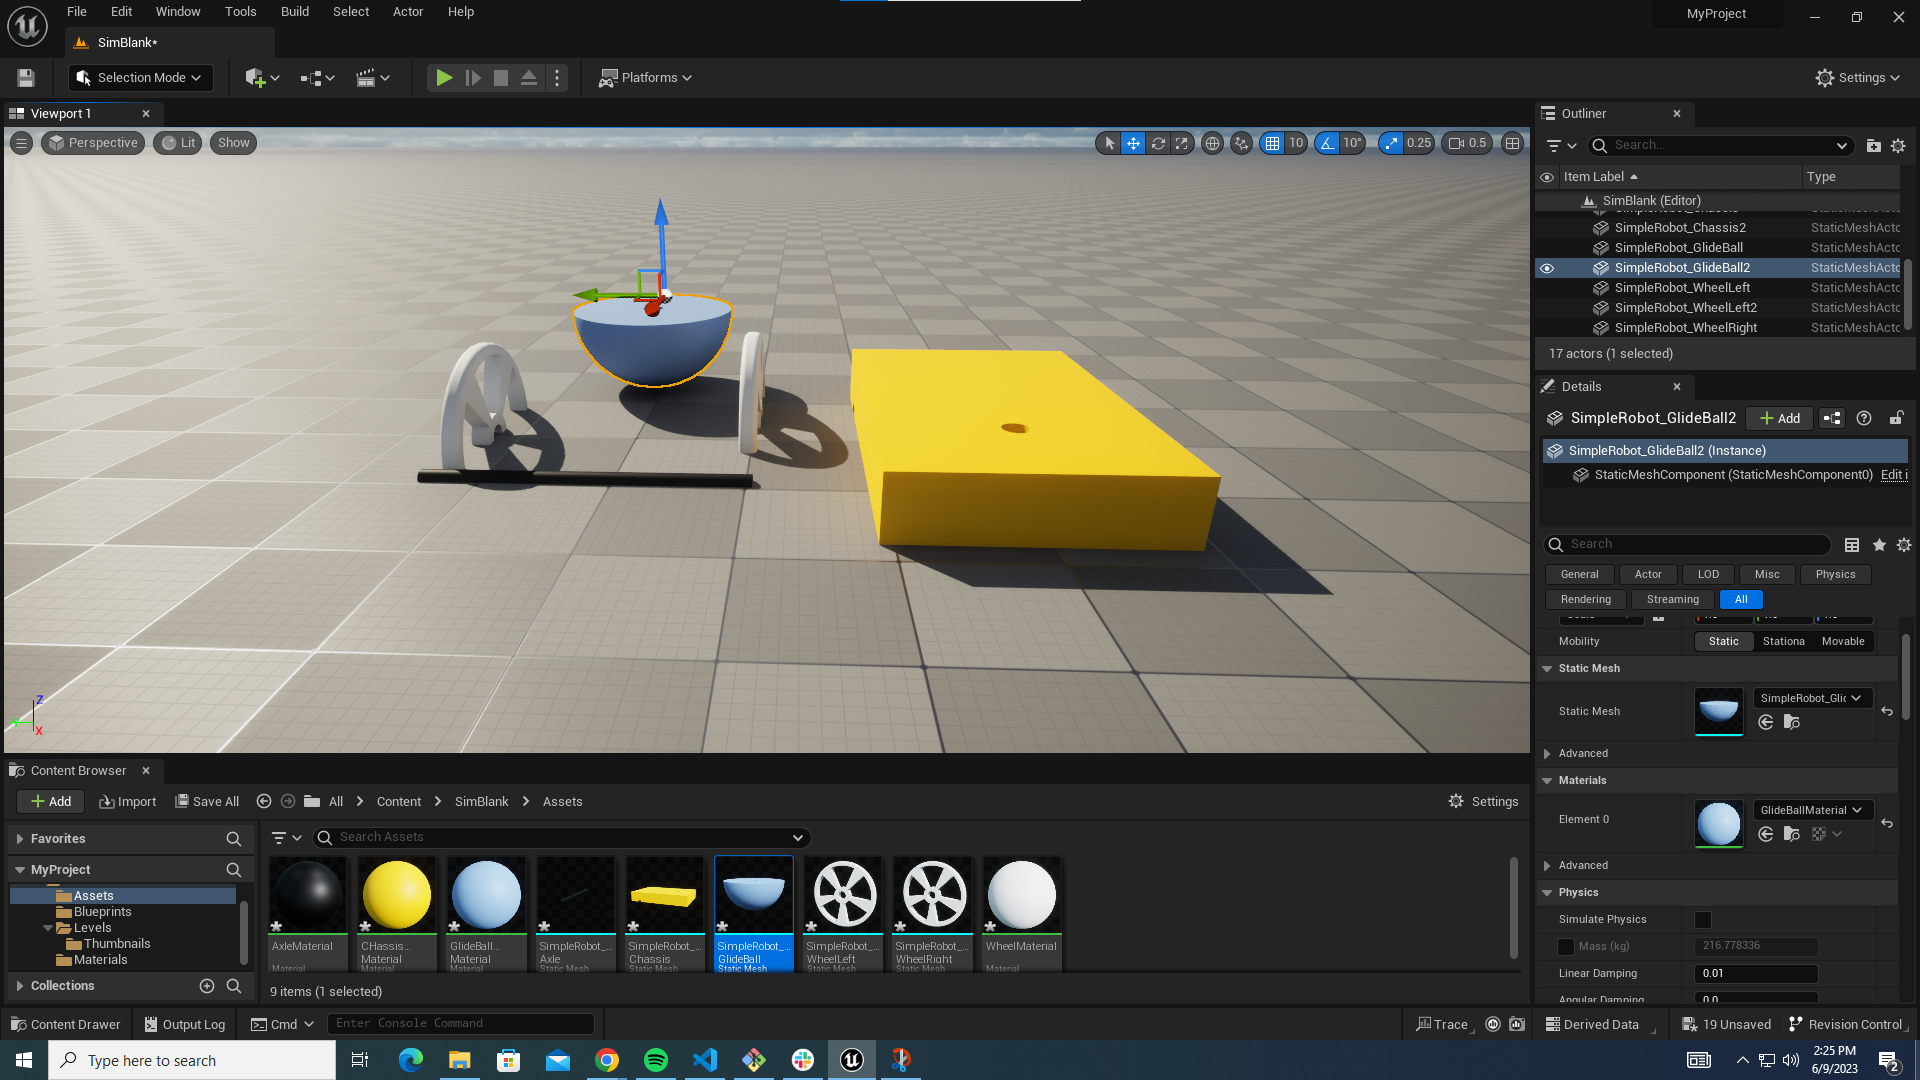 File Edit Window Tools Build Select Actor Help
MyProject
SimBlank*
Selection Mode
Platforms
Settings
Viewport 1
Perspective Lit Show
10 10° 0.25 0.5
Outliner
Search...
Item Label Type
SimBlank (Editor)
SimpleRobot_Chassis2 StaticMeshActo
SimpleRobot_GlideBall StaticMeshActo
SimpleRobot_GlideBall2 StaticMeshActo
SimpleRobot_WheelLeft StaticMeshActo
SimpleRobot_WheelLeft2 StaticMeshActo
SimpleRobot_WheelRight StaticMeshActo
17 actors (1 selected)
Details
SimpleRobot_GlideBall2 Add
SimpleRobot_GlideBall2 (Instance)
StaticMeshComponent (StaticMeshComponent0) Edit i
Search
General Actor LOD Misc Physics
Rendering Streaming All
Mobility Static Stationa Movable
Static Mesh
Static Mesh SimpleRobot_Glic
Advanced
Materials
Element 0 GlideBallMaterial
Advanced
Physics
Simulate Physics
Mass (kg) 216.778336
Linear Damping 0.01
Angular Damping 0.0
Z
X
Content Browser
Add Import Save All All Content SimBlank Assets Settings
Favorites
MyProject
Assets
Blueprints
Levels
Thumbnails
Materials
Collections
Search Assets
AxleMaterial
Material
CHassis...
Material
Material
GlideBall...
Material
Material
SimpleRobot_...
Axle
Static Mesh
SimpleRobot_...
Chassis
Static Mesh
SimpleRobot_...
GlideBall
Static Mesh
SimpleRobot_...
WheelLeft
Static Mesh
SimpleRobot_...
WheelRight
Static Mesh
WheelMaterial
Material
9 items (1 selected)
Content Drawer Output Log Cmd Enter Console Command Trace Derived Data 19 Unsaved Revision Control
Type here to search
2:25 PM
6/9/2023
2